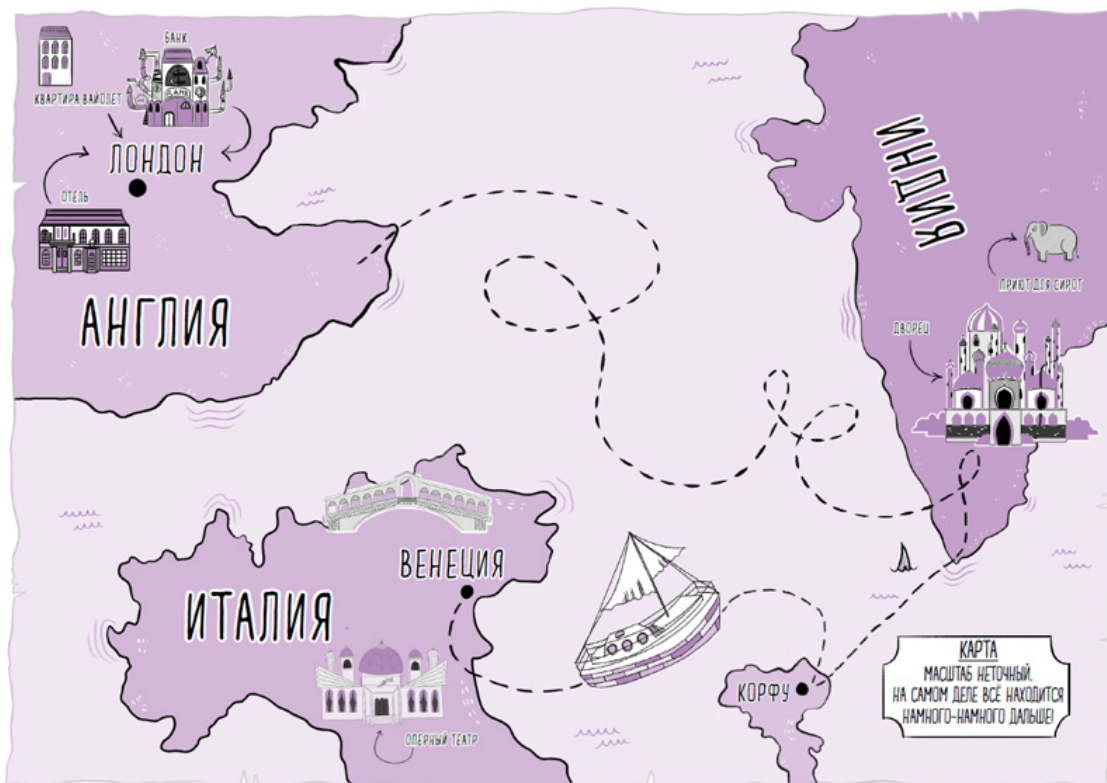 БАНК
КВАРТИРА ВАЙОЛЕТ
БАНК
ЛОНДОН
ОТЕЛЬ
АНГЛИЯ
ИНДИЯ
ПРИЮТ ДЛЯ СИРОТ
ДВОРЕЦ
ВЕНЕЦИЯ
ИТАЛИЯ
ОПЕРНЫЙ ТЕАТР
КОРФУ
КАРТА
МАСШТАБ НЕТОЧНЫЙ.
НА САМОМ ДЕЛЕ ВСЁ НАХОДИТСЯ
НАМНОГО-НАМНОГО ДАЛЬШЕ!